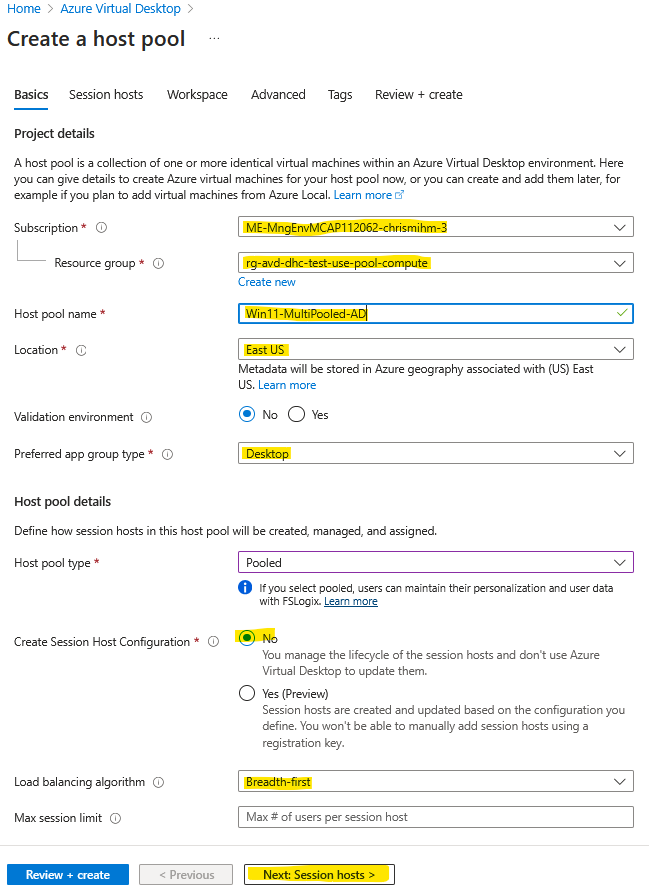 Home > Azure Virtual Desktop >
Create a host pool ...
Basics Session hosts Workspace Advanced Tags Review + create
Project details
A host pool is a collection of one or more identical virtual machines within an Azure Virtual Desktop environment. Here
you can give details to create Azure virtual machines for your host pool now, or you can create and add them later, for
example if you plan to add virtual machines from Azure Local. Learn more
Subscription *
ME-MngEnvMCAP112062-chrismihm-3
Resource group *
rg-avd-dhc-test-use-pool-compute
Create new
Host pool name *
Win11-MultiPooled-AD
Location *
East US
Metadata will be stored in Azure geography associated with (US) East
US. Learn more
Validation environment
No Yes
Preferred app group type *
Desktop
Host pool details
Define how session hosts in this host pool will be created, managed, and assigned.
Host pool type *
Pooled
If you select pooled, users can maintain their personalization and user data
with FSLogix. Learn more
Create Session Host Configuration *
No
You manage the lifecycle of the session hosts and don't use Azure
Virtual Desktop to update them.
Yes (Preview)
Session hosts are created and updated based on the configuration you
define. You won't be able to manually add session hosts using a
registration key.
Load balancing algorithm
Breadth-first
Max session limit
Max # of users per session host
Review + create
< Previous
Next: Session hosts >